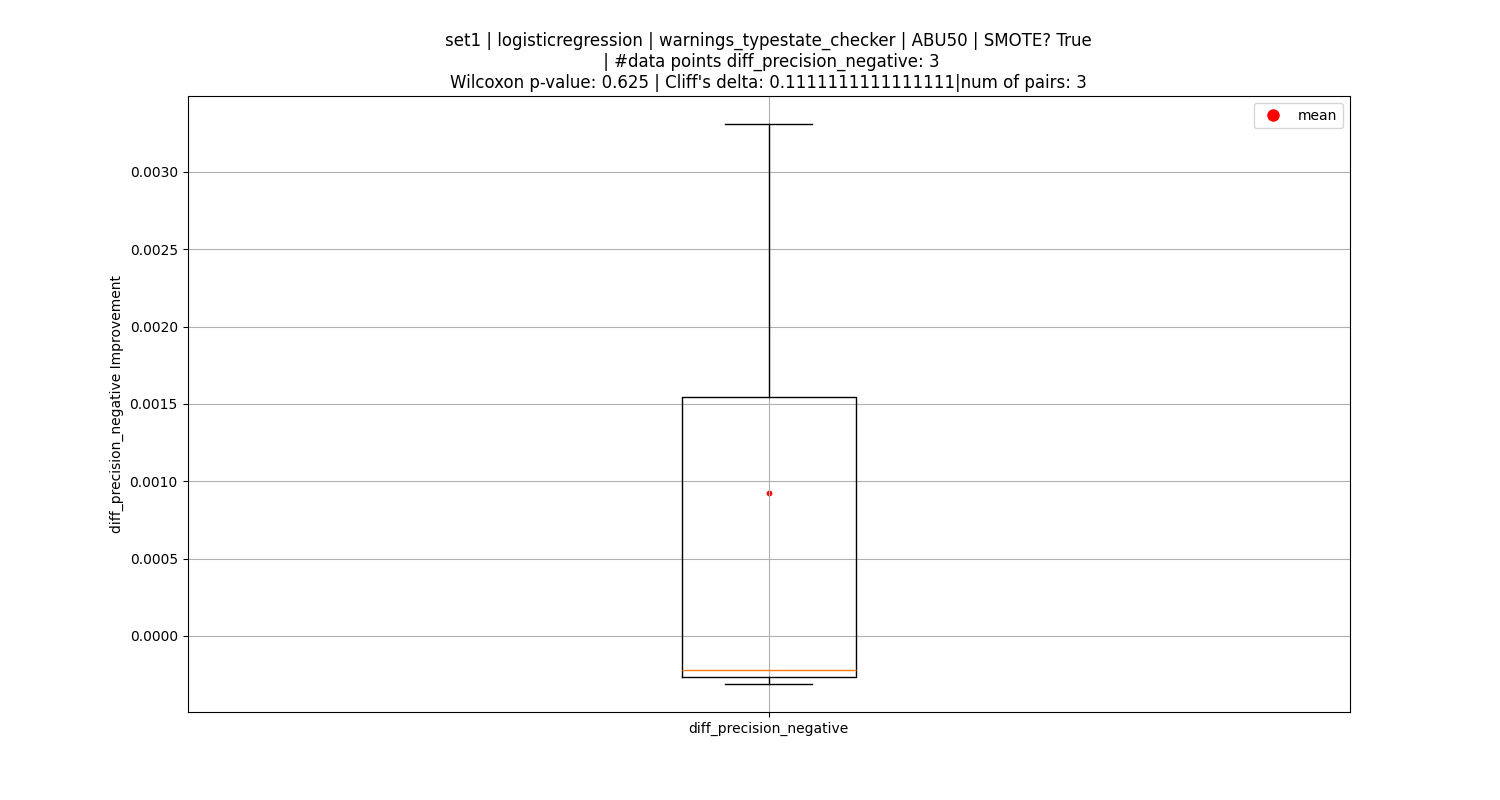 set1 | logisticregression | warnings_typestate_checker | ABU50 | SMOTE? True
| #data points diff_precision_negative: 3
Wilcoxon p-value: 0.625 | Cliff's delta: 0.1111111111111111|num of pairs: 3
mean
0.0030
0.0025
0.0020
0.0015
0.0010
0.0005
0.0000
diff_precision_negative Improvement
diff_precision_negative